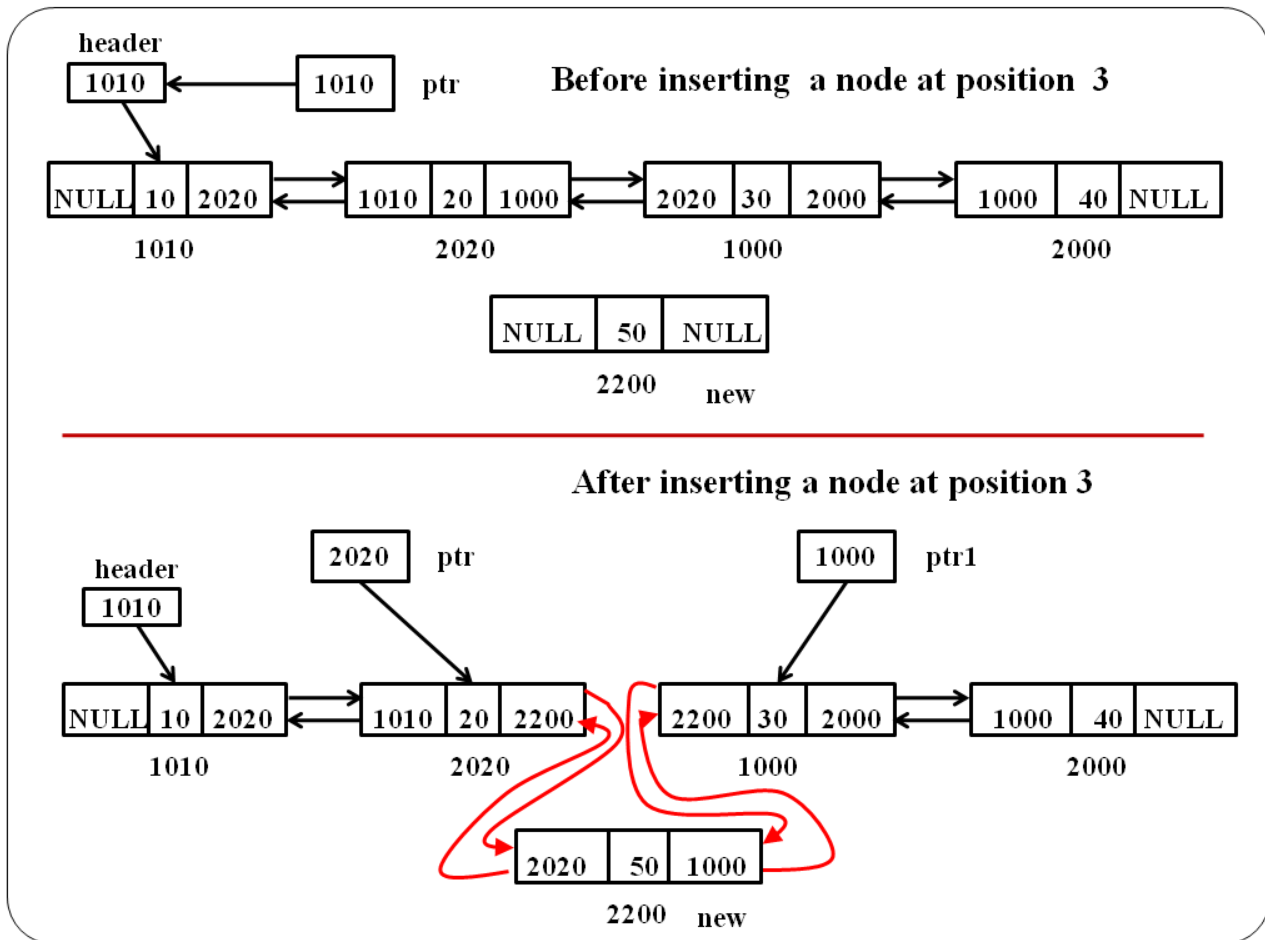 header
1010 1010 ptr Before inserting a node at position 3
NULL 10 2020 1010 20 1000 2020 30 2000 1000 40 NULL
1010 2020 1000 2000
NULL 50 NULL
2200 new
After inserting a node at position 3
2020 ptr 1000 ptr1
header
1010
NULL 10 2020 1010 20 2200 2200 30 2000 1000 40 NULL
1010 2020 1000 2000
2020 50 1000
2200 new